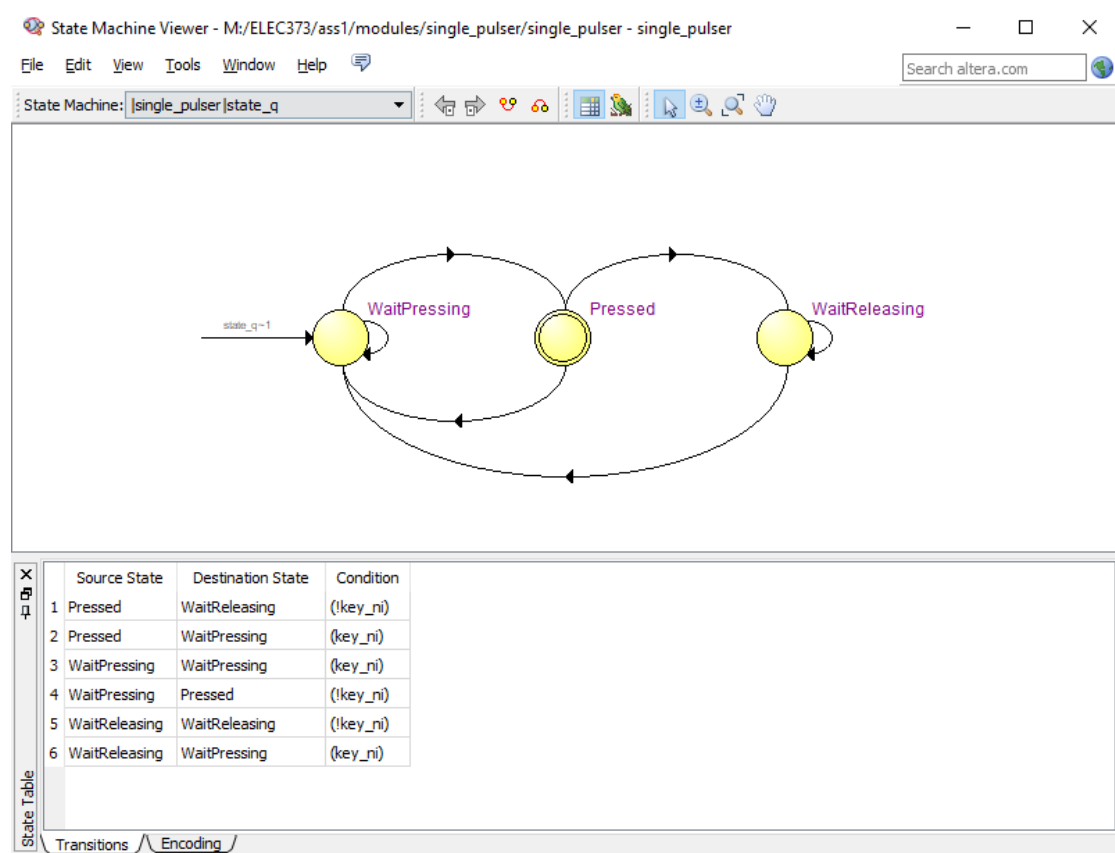 State Machine Viewer - M:/ELEC373/ass1/modules/single_pulser/single_pulser - single_pulser
File Edit View Tools Window Help
Search altera.com
State Machine: |single_pulser|state_q
state_q~1
WaitPressing
Pressed
WaitReleasing
Source State Destination State Condition
1 Pressed WaitReleasing (!key_ni)
2 Pressed WaitPressing (key_ni)
3 WaitPressing WaitPressing (key_ni)
4 WaitPressing Pressed (!key_ni)
5 WaitReleasing WaitReleasing (!key_ni)
6 WaitReleasing WaitPressing (key_ni)
State Table
Transitions Encoding